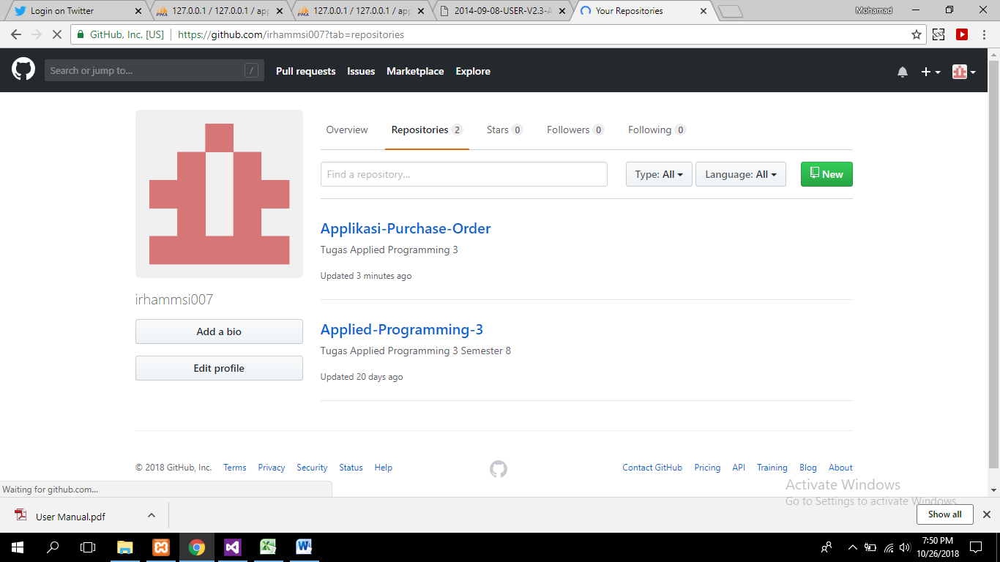 Login on Twitter
127.0.0.1 / 127.0.0.1 / app
127.0.0.1 / 127.0.0.1 / app
2014-09-08-USER-V2.3-A
Your Repositories
Mohamad
GitHub, Inc. [US]
https://github.com/irhammsi007?tab=repositories
Search or jump to...
/
Pull requests
Issues
Marketplace
Explore
Overview
Repositories 2
Stars 0
Followers 0
Following 0
Find a repository...
Type: All
Language: All
New
Applikasi-Purchase-Order
Tugas Applied Programming 3
Updated 3 minutes ago
irhammsi007
Add a bio
Edit profile
Applied-Programming-3
Tugas Applied Programming 3 Semester 8
Updated 20 days ago
© 2018 GitHub, Inc.
Terms
Privacy
Security
Status
Help
Contact GitHub
Pricing
API
Training
Blog
About
Waiting for github.com...
Activate Windows
Go to Settings to activate Windows.
User Manual.pdf
Show all
7:50 PM
10/26/2018